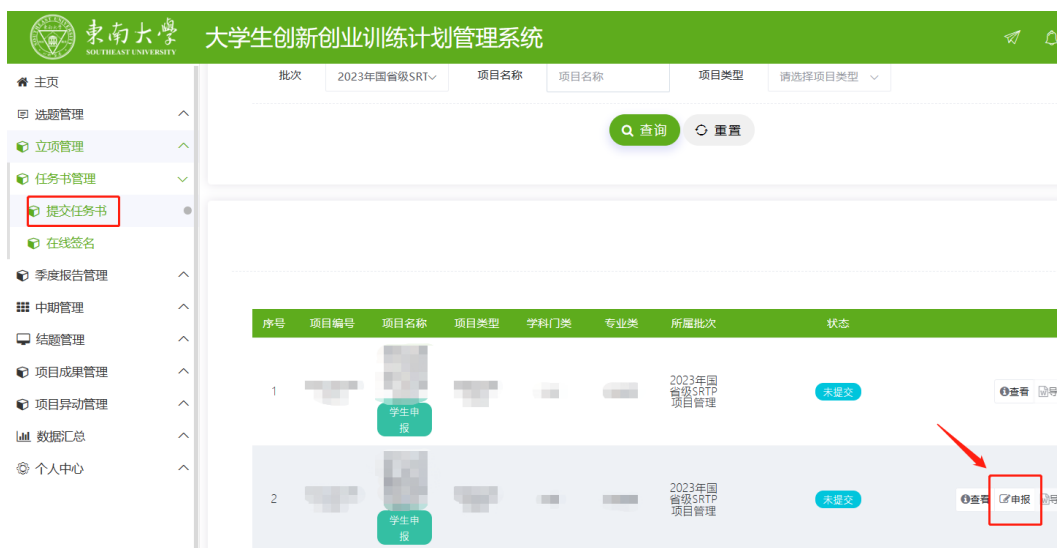 東南大學
SOUTHEAST UNIVERSITY
大学生创新创业训练计划管理系统
主页
选题管理
立项管理
任务书管理
提交任务书
在线签名
季度报告管理
中期管理
结题管理
项目成果管理
项目异动管理
数据汇总
个人中心
批次 2023年国省级SRT 项目名称 项目名称 项目类型 请选择项目类型
查询 重置
序号 项目编号 项目名称 项目类型 学科门类 专业类 所属批次 状态
1
学生申
报
2023年国
省级SRTP
项目管理
未提交
查看 导
2
学生申
报
2023年国
省级SRTP
项目管理
未提交
查看 申报 导